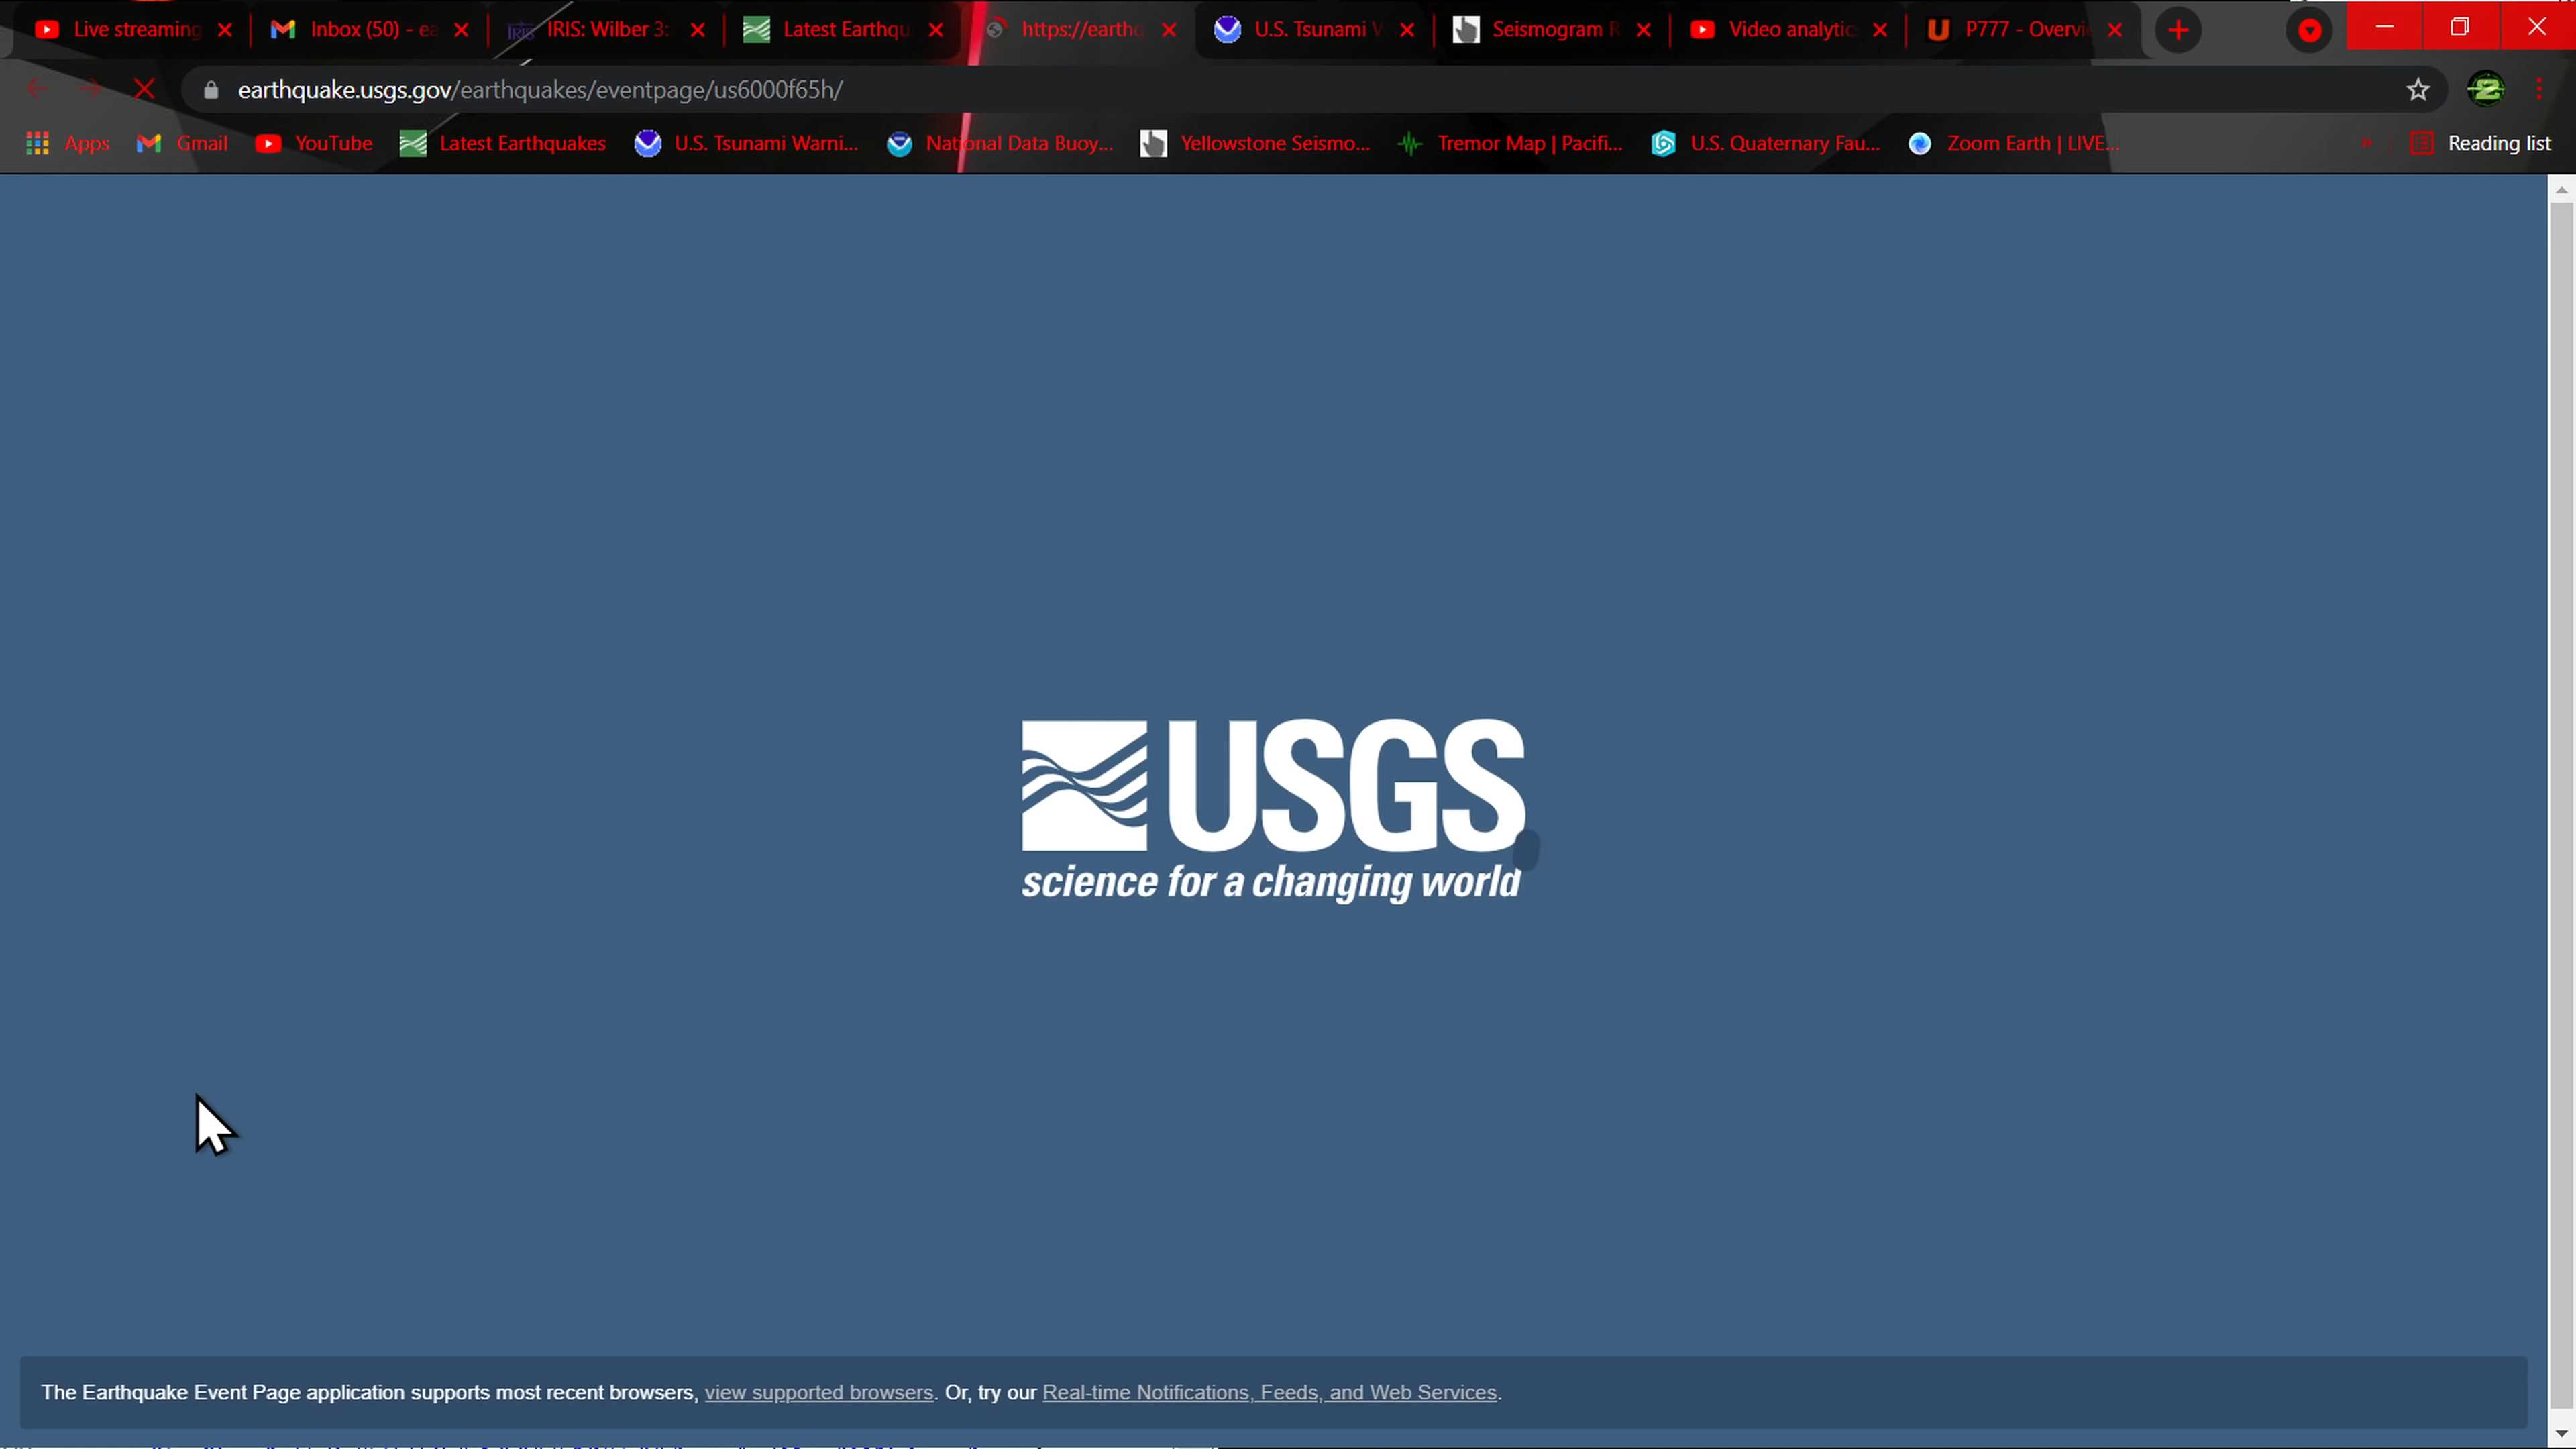 Live streaming
Inbox (50) - ea
IRIS: Wilber 3:
Latest Earthqu
https://earthq
U.S. Tsunami W
Seismogram R
Video analytic
P777 - Overvi
earthquake.usgs.gov/earthquakes/eventpage/us6000f65h/
Apps
Gmail
YouTube
Latest Earthquakes
U.S. Tsunami Warni...
National Data Buoy...
Yellowstone Seismo...
Tremor Map | Pacifi...
U.S. Quaternary Fau...
Zoom Earth | LIVE...
»
Reading list
USGS
science for a changing world
The Earthquake Event Page application supports most recent browsers, view supported browsers. Or, try our Real-time Notifications, Feeds, and Web Services.